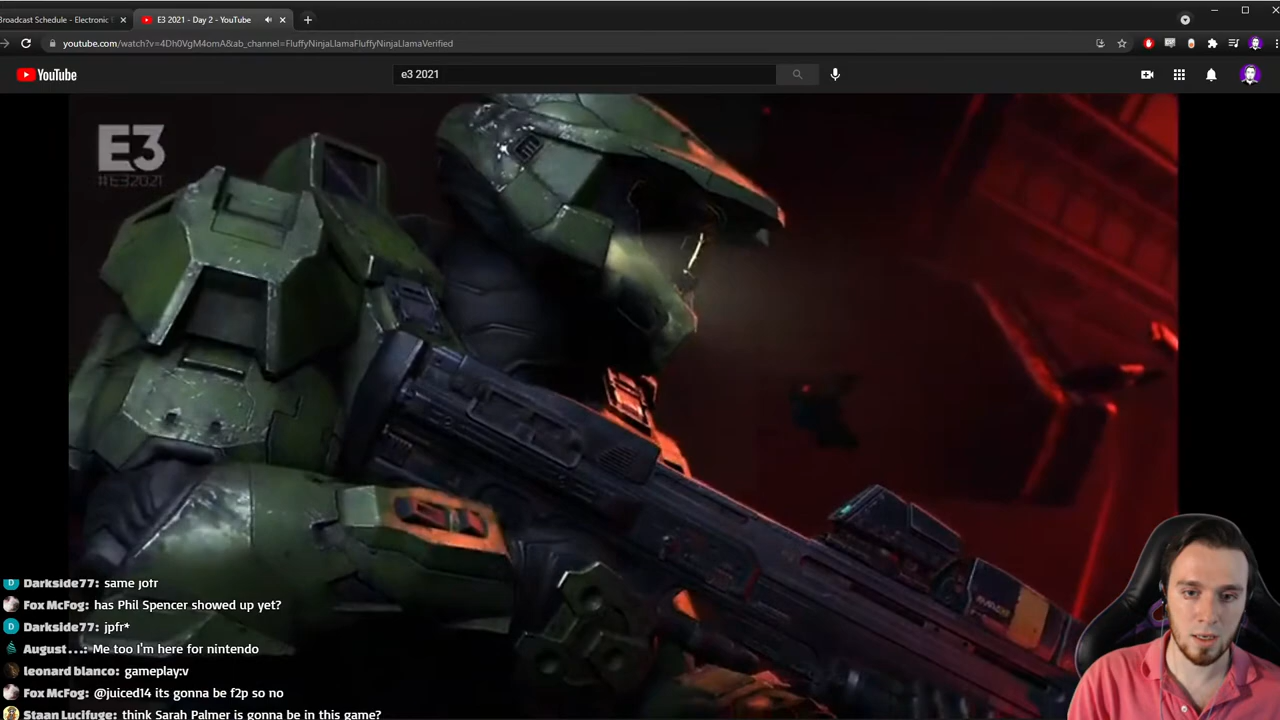 Broadcast Schedule - Electronic E
E3 2021 - Day 2 - YouTube
youtube.com/watch?v=4Dh0VgM4omA&ab_channel=FluffyNinjaLlamaFluffyNinjaLlamaVerified
YouTube
e3 2021
E3
#E32021
Darkside77: same jotr
Fox McFog: has Phil Spencer showed up yet?
Darkside77: jpfr*
August...: Me too I'm here for nintendo
leonard blanco: gameplay:v
Fox McFog: @juiced14 its gonna be f2p so no
Staan Lucifuge: think Sarah Palmer is gonna be in this game?